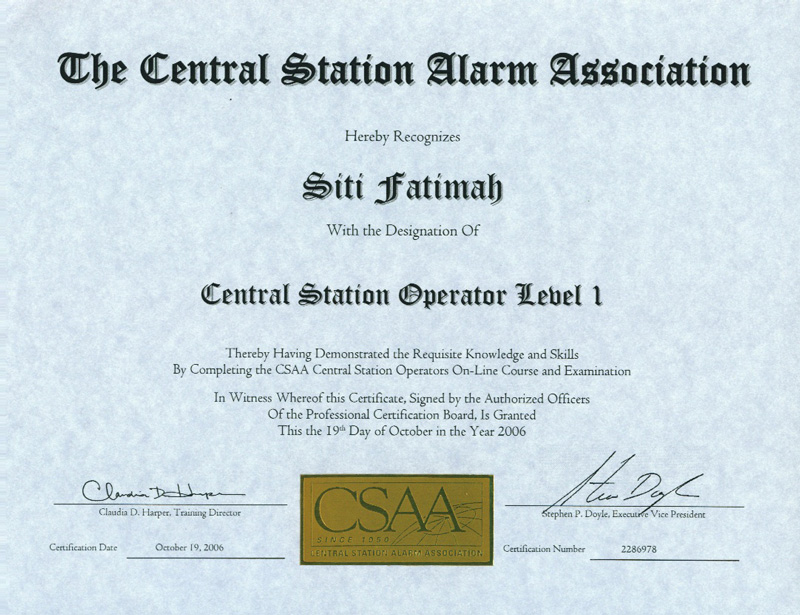 The Central Station Alarm Association
Hereby Recognizes
Siti Fatimah
With the Designation Of
Central Station Operator Level 1
Thereby Having Demonstrated the Requisite Knowledge and Skills
By Completing the CSAA Central Station Operators On-Line Course and Examination
In Witness Whereof this Certificate, Signed by the Authorized Officers
Of the Professional Certification Board, Is Granted
This the 19th Day of October in the Year 2006
Claudia D. Harper
Claudia D. Harper, Training Director
Certification Date October 19, 2006
CSAA
SINCE 1950
CENTRAL STATION ALARM ASSOCIATION
Stephen P. Doyle, Executive Vice President
Certification Number 2286978